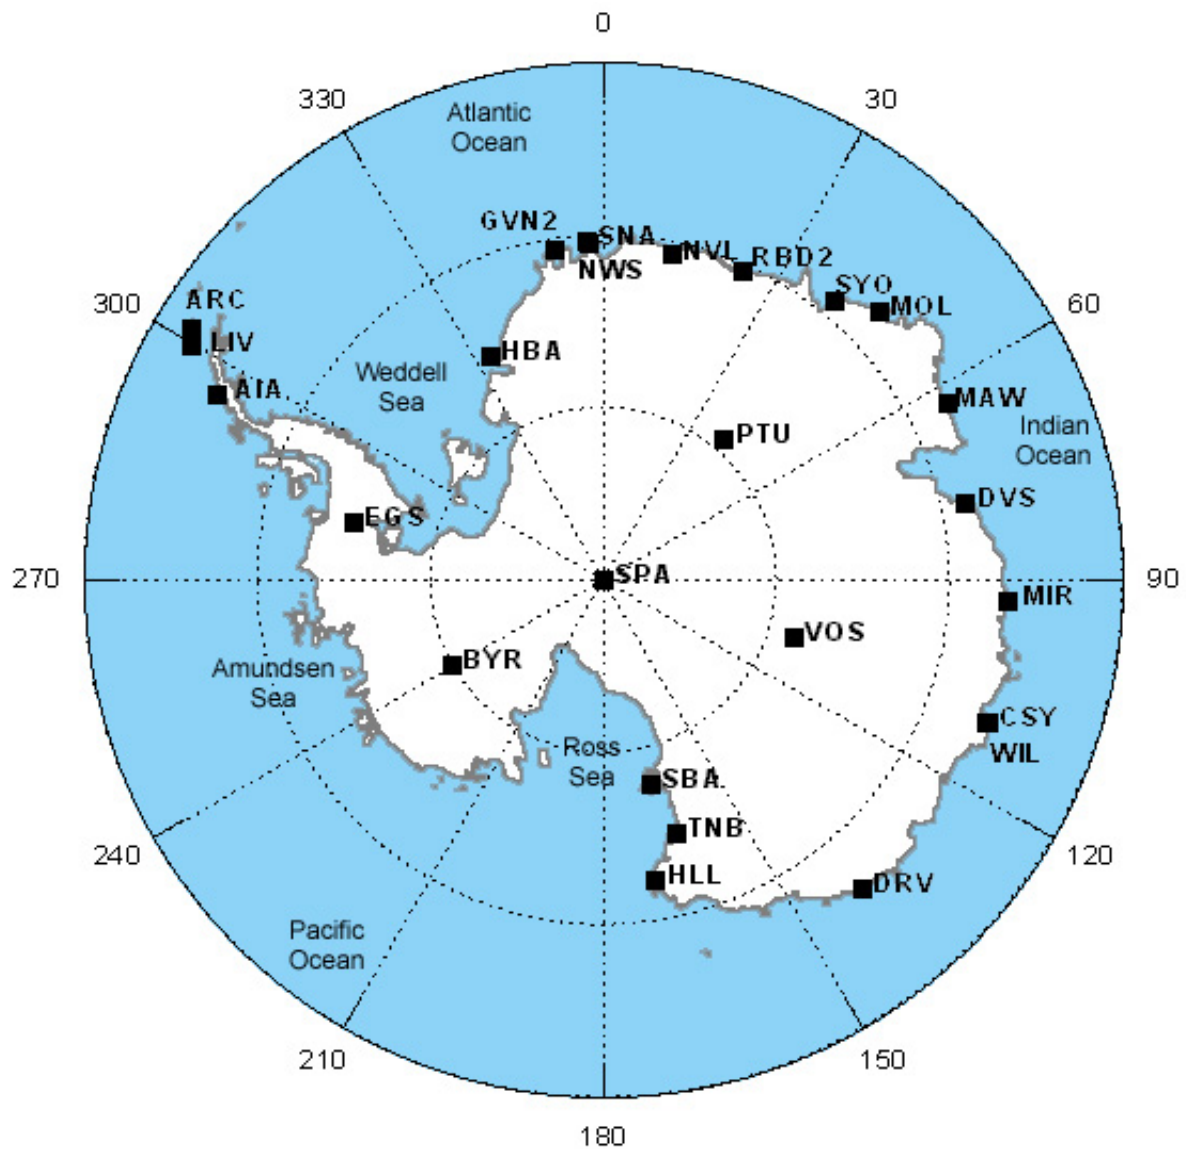 0
330
30
Atlantic
Ocean
GVN2
SNA
NWS
NVL
RBD2
SYO
MOL
300
60
ARC
LIV
AIA
HBA
Weddell
Sea
MAW
Indian
Ocean
PTU
DVS
EGS
270
SPA
90
MIR
VOS
BYR
Amundsen
Sea
CSY
WIL
Ross
Sea
SBA
TNB
240
120
HLL
DRV
Pacific
Ocean
210
150
180